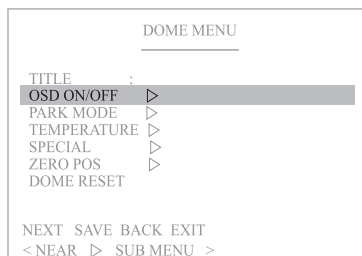 DOME MENU
TITLE :
OSD ON/OFF ▷
PARK MODE ▷
TEMPERATURE ▷
SPECIAL ▷
ZERO POS ▷
DOME RESET
NEXT SAVE BACK EXIT
< NEAR ▷ SUB MENU >